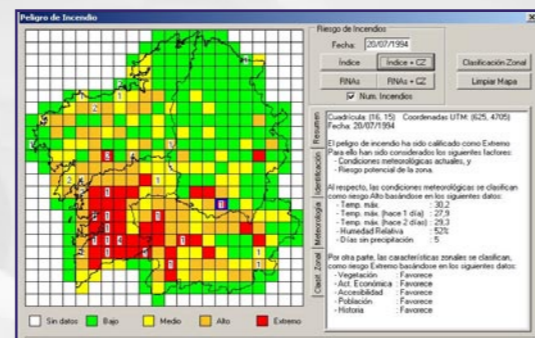 Peligro de Incendio
Riesgo de Incendios
Fecha: 20/07/1994
Índice
Índice + CZ
Clasificación Zonal
RNAs
RNAs + CZ
Limpiar Mapa
Num. Incendios
Resumen
Identificación
Meteorología
Clasif. Zonal
Cuadrícula (16, 15) Coordenadas UTM: (625, 4705)
Fecha: 20/07/1994
El peligro de incendio ha sido calificado como Extremo
Para ello han sido considerados los siguientes factores:
- Condiciones meteorológicas actuales, y
- Riesgo potencial de la zona.
Al respecto, las condiciones meteorológicas se clasifican
como riesgo Alto basándose en los siguientes datos:
- Temp. máx. : 30,2
- Temp. máx. (hace 1 día) : 27,9
- Temp. máx. (hace 2 días) : 29,3
- Humedad Relativa : 52%
- Días sin precipitación : 5
Por otra parte, las características zonales se clasifican,
como riesgo Extremo basándose en los siguientes datos:
- Vegetación : Favorece
- Act. Económica : Favorece
- Accesibilidad : Favorece
- Población : Favorece
- Historia : Favorece
Sin datos
Bajo
Medio
Alto
Extremo